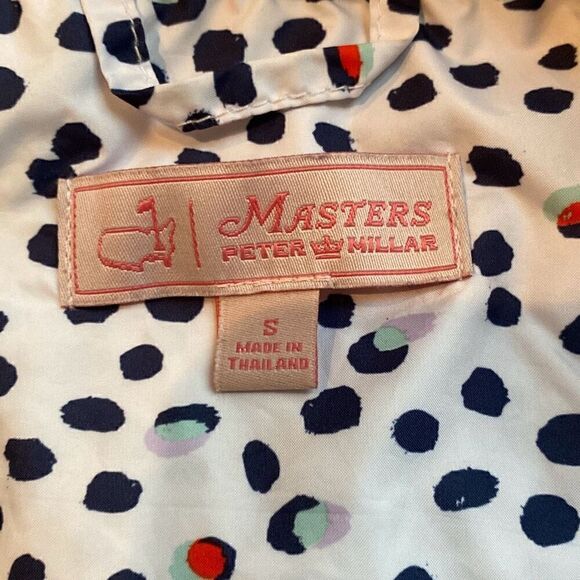 MASTERS
PETER MILLAR
S
MADE IN
THAILAND